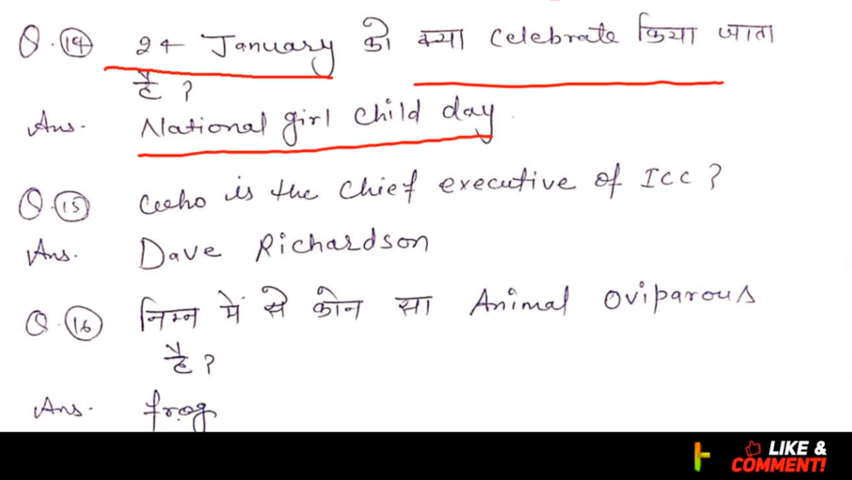 Q. 14 24 January को क्या celebrate किया जाता
है ?
Ans. National girl child day
Q. 15 Who is the chief executive of ICC ?
Ans. Dave Richardson
Q. 16 निम्न में से कोन सा Animal Oviparous
है ?
Ans. frog
LIKE &
COMMENT!